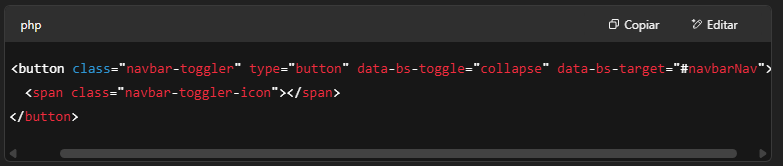 php
Copiar
Editar
<button class="navbar-toggler" type="button" data-bs-toggle="collapse" data-bs-target="#navbarNav">
<span class="navbar-toggler-icon"></span>
</button>